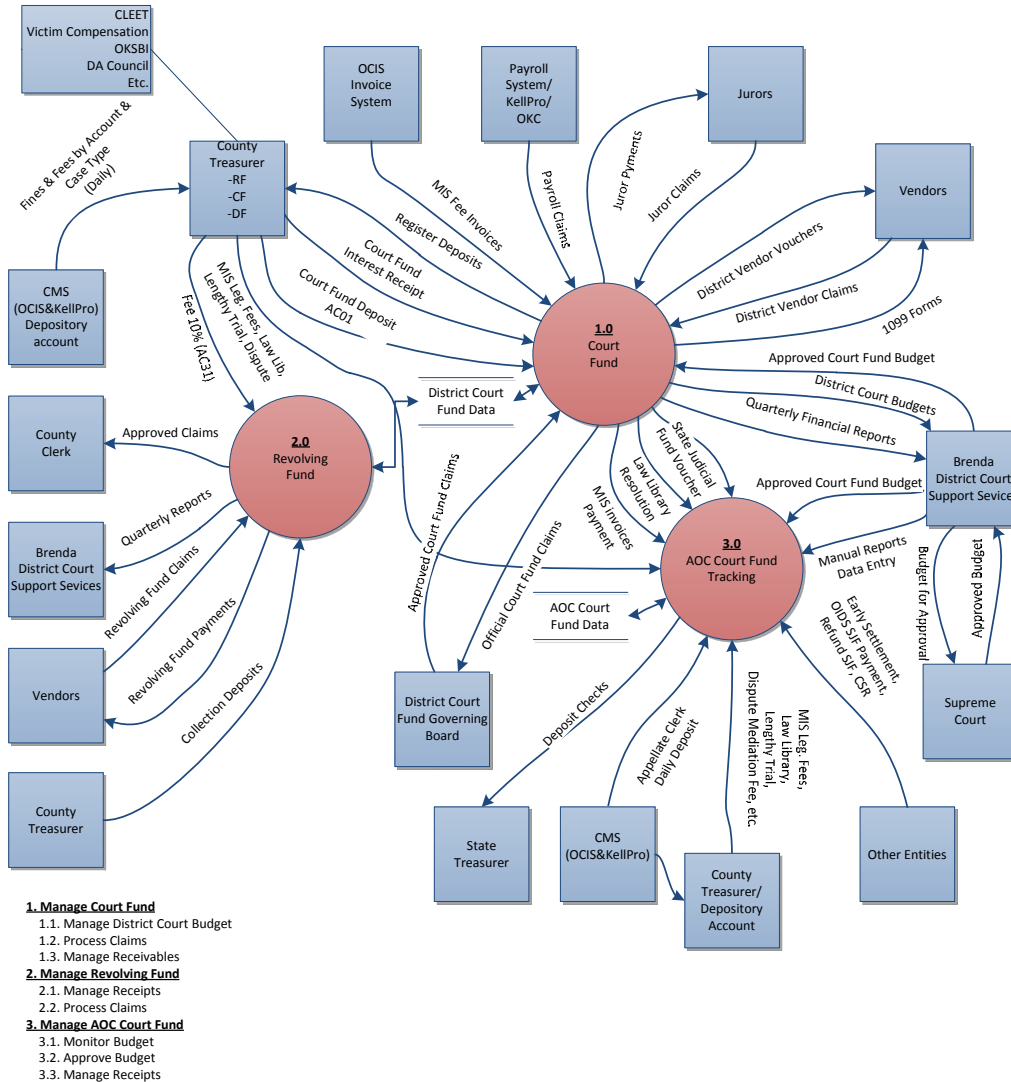 CLEET
Victim Compensation
OKSBI
DA Council
Etc.
OCIS
Invoice
System
Payroll
System/
KellPro/
OKC
Jurors
Vendors
County
Treasurer
-RF
-CF
-DF
Fines & Fees by Account &
Case Type
(Daily)
CMS
(OCIS&KellPro)
Depository
account
MIS Fee Invoices
Payroll Claims
Juror Pyments
Juror Claims
Register Deposits
Court Fund
Interest Receipt
Court Fund Deposit
AC01
MIS Leg. Fees, Law Lib,
Lengthy Trial, Dispute
Fee 10% (AC31)
District Vendor Vouchers
District Vendor Claims
1099 Forms
1.0
Court
Fund
Approved Court Fund Budget
District Court Budgets
Quarterly Financial Reports
District Court
Fund Data
County
Clerk
Approved Claims
2.0
Revolving
Fund
Brenda
District Court
Support Sevices
Approved Court Fund Budget
Manual Reports
Data Entry
State Judicial
Fund Voucher
Law Library
Resolution
MIS invoices
Payment
3.0
AOC Court Fund
Tracking
Quarterly Reports
Brenda
District Court
Support Sevices
Revolving Fund Claims
Revolving Fund Payments
Collection Deposits
Vendors
County
Treasurer
Approved Court Fund Claims
Official Court Fund Claims
AOC Court
Fund Data
District Court
Fund Governing
Board
Budget for Approval
Approved Budget
Supreme
Court
Early Settlement,
OIDS SJF Payment,
Refund SJF, CSR
Deposit Checks
Appellate Clerk
Daily Deposit
MIS Leg. Fees,
Law Library,
Lengthy Trial,
Dispute Mediation Fee, etc.
State
Treasurer
CMS
(OCIS&KellPro)
County
Treasurer/
Depository
Account
Other Entities
1. Manage Court Fund
1.1. Manage District Court Budget
1.2. Process Claims
1.3. Manage Receivables
2. Manage Revolving Fund
2.1. Manage Receipts
2.2. Process Claims
3. Manage AOC Court Fund
3.1. Monitor Budget
3.2. Approve Budget
3.3. Manage Receipts